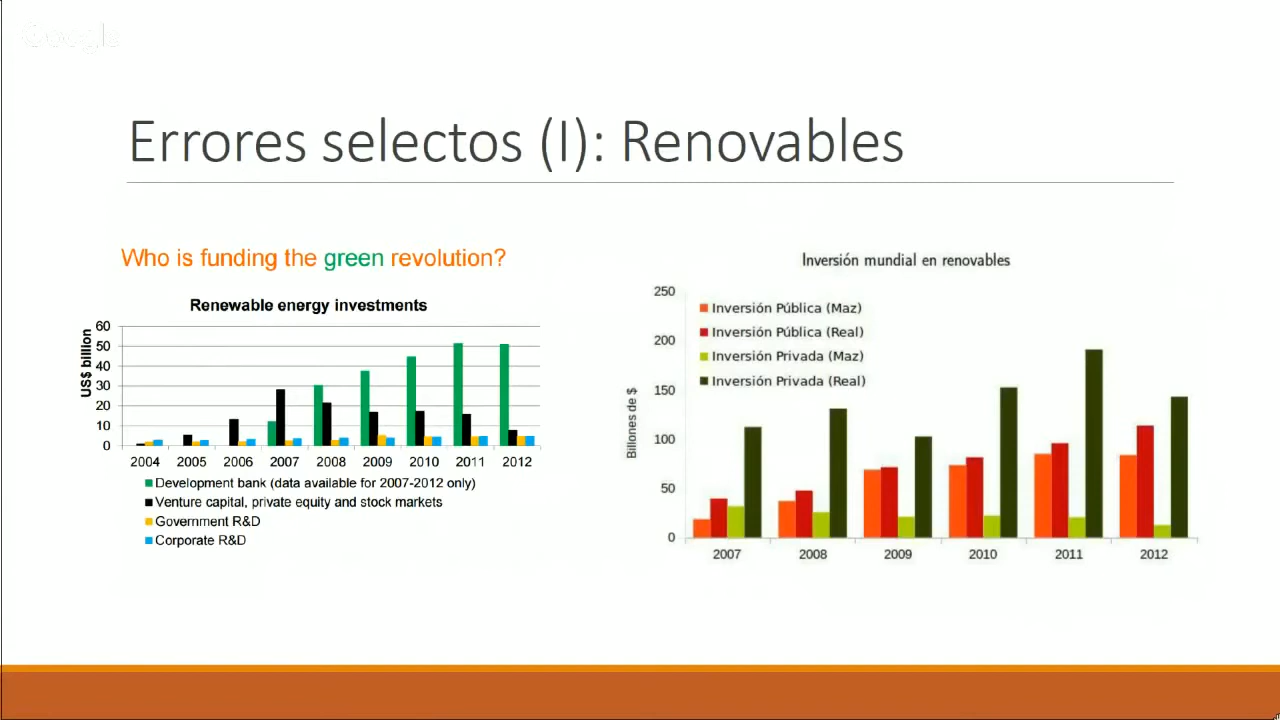 Google
Errores selectos (I): Renovables
Who is funding the green revolution?
Renewable energy investments
US$ billion
60
50
40
30
20
10
0
2004 2005 2006 2007 2008 2009 2010 2011 2012
Development bank (data available for 2007-2012 only)
Venture capital, private equity and stock markets
Government R&D
Corporate R&D
Inversión mundial en renovables
Billones de $
250
200
150
100
50
0
Inversión Pública (Maz)
Inversión Pública (Real)
Inversión Privada (Maz)
Inversión Privada (Real)
2007 2008 2009 2010 2011 2012